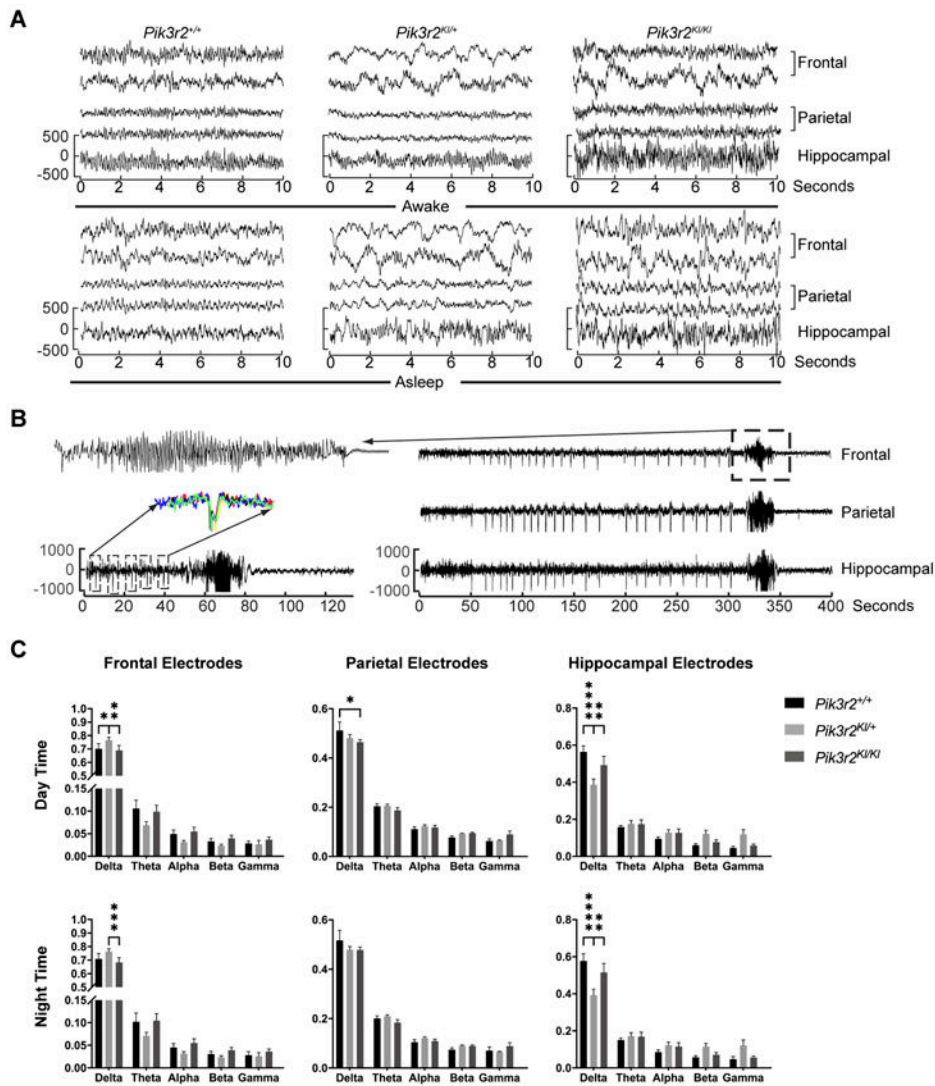 A
Pik3r2+/+ Pik3r2KI/+ Pik3r2KI/KI
Frontal
Parietal
500
0
-500
Hippocampal
0 2 4 6 8 10 0 2 4 6 8 10 0 2 4 6 8 10 Seconds
Awake
Frontal
Parietal
500
0
-500
Hippocampal
0 2 4 6 8 10 0 2 4 6 8 10 0 2 4 6 8 10 Seconds
Asleep
B
Frontal
Parietal
1000
0
-1000
0 20 40 60 80 100 120
1000
0
-1000
Hippocampal
0 50 100 150 200 250 300 350 400 Seconds
C
Frontal Electrodes Parietal Electrodes Hippocampal Electrodes
Day Time
1.0
0.9
0.8
0.7
0.6
0.5
0.15
0.10
0.05
0.00
* **
Delta Theta Alpha Beta Gamma
0.6
0.4
0.2
0.0
*
Delta Theta Alpha Beta Gamma
0.8
0.6
0.4
0.2
0.0
**** **
Delta Theta Alpha Beta Gamma
Pik3r2+/+
Pik3r2KI/+
Pik3r2KI/KI
Night Time
1.0
0.9
0.8
0.7
0.6
0.5
0.15
0.10
0.05
0.00
***
Delta Theta Alpha Beta Gamma
0.6
0.4
0.2
0.0
Delta Theta Alpha Beta Gamma
0.8
0.6
0.4
0.2
0.0
**** **
Delta Theta Alpha Beta Gamma